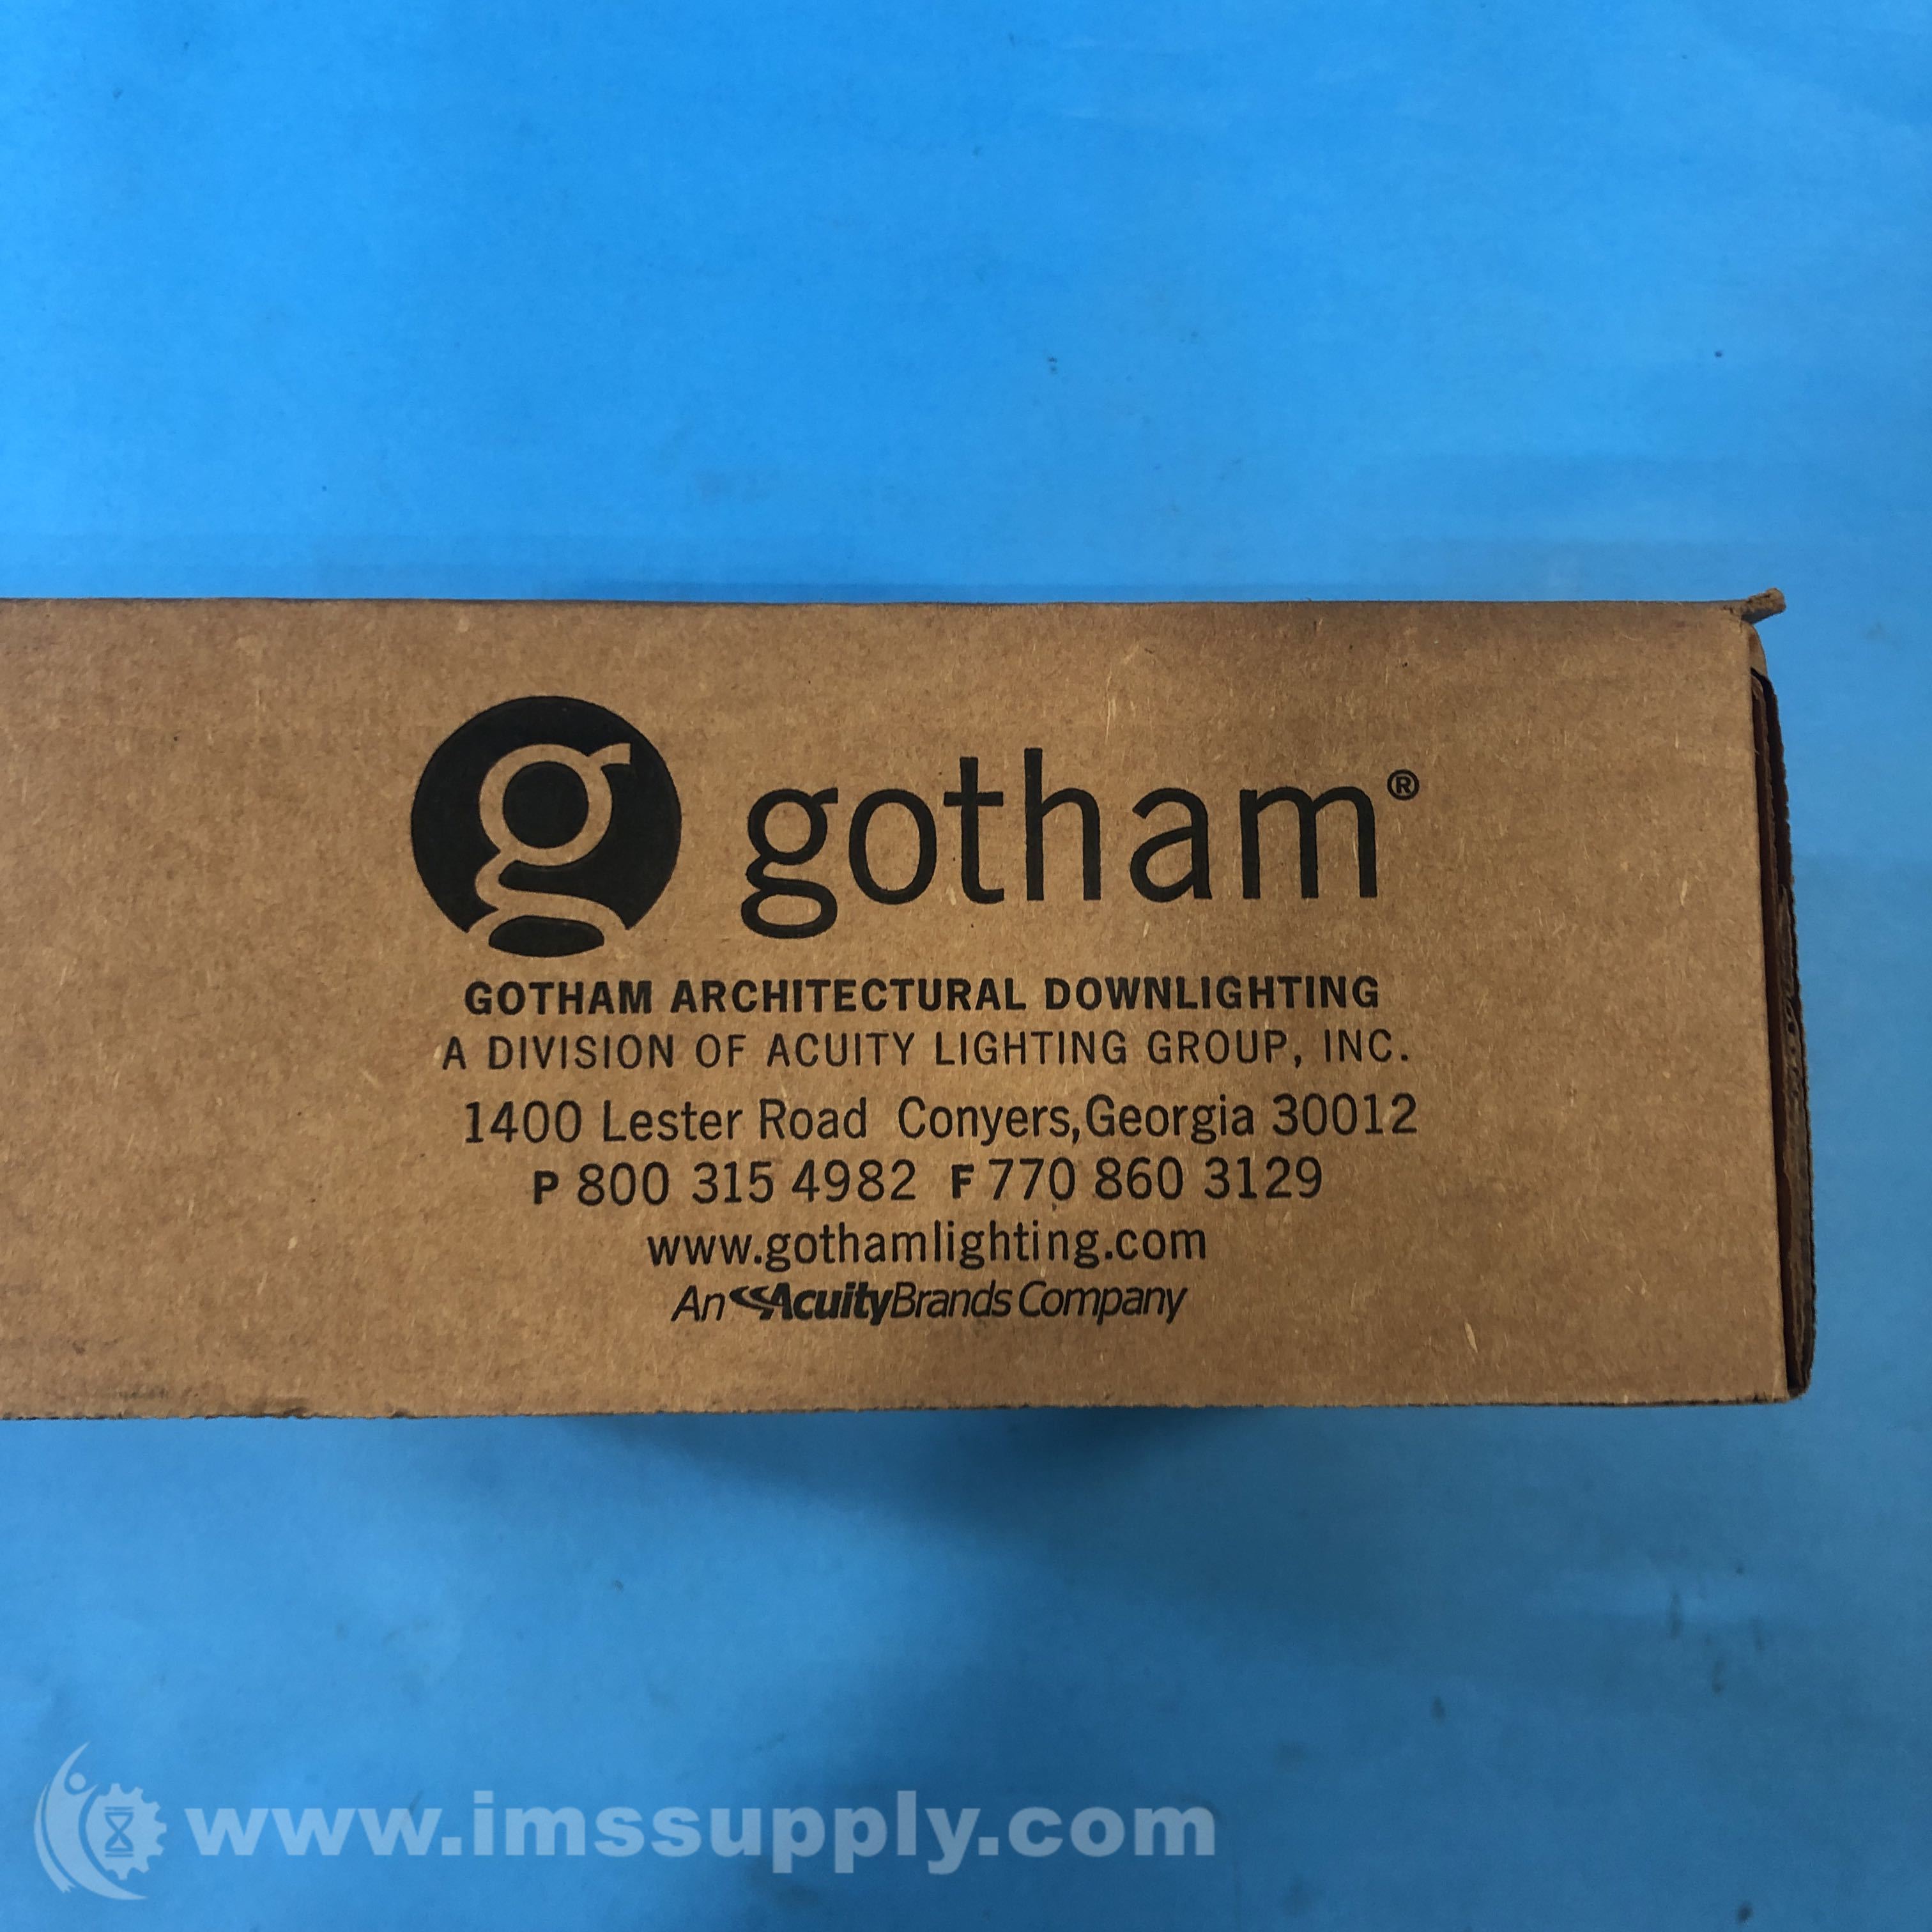 g gotham®
GOTHAM ARCHITECTURAL DOWNLIGHTING
A DIVISION OF ACUITY LIGHTING GROUP, INC.
1400 Lester Road Conyers,Georgia 30012
P 800 315 4982 F 770 860 3129
www.gothamlighting.com
An AcuityBrands Company
www.imssupply.com